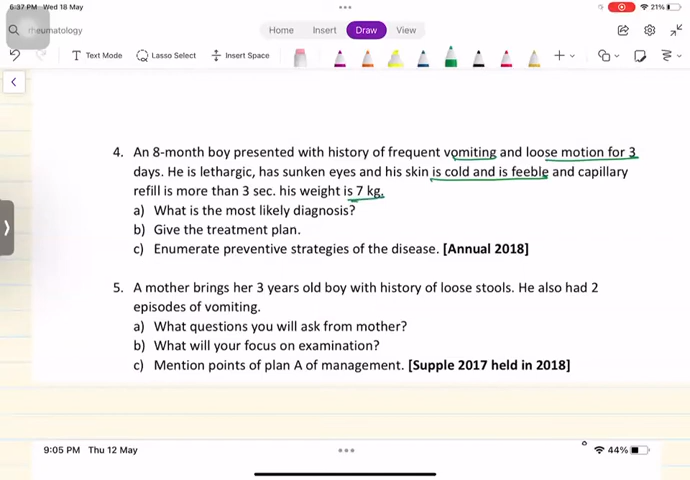 6:37 PM Wed 18 May
21%
rheumatology
Home Insert Draw View
Text Mode Lasso Select Insert Space
4. An 8-month boy presented with history of frequent vomiting and loose motion for 3
days. He is lethargic, has sunken eyes and his skin is cold and is feeble and capillary
refill is more than 3 sec. his weight is 7 kg.
a) What is the most likely diagnosis?
b) Give the treatment plan.
c) Enumerate preventive strategies of the disease. [Annual 2018]
5. A mother brings her 3 years old boy with history of loose stools. He also had 2
episodes of vomiting.
a) What questions you will ask from mother?
b) What will your focus on examination?
c) Mention points of plan A of management. [Supple 2017 held in 2018]
9:05 PM Thu 12 May
44%